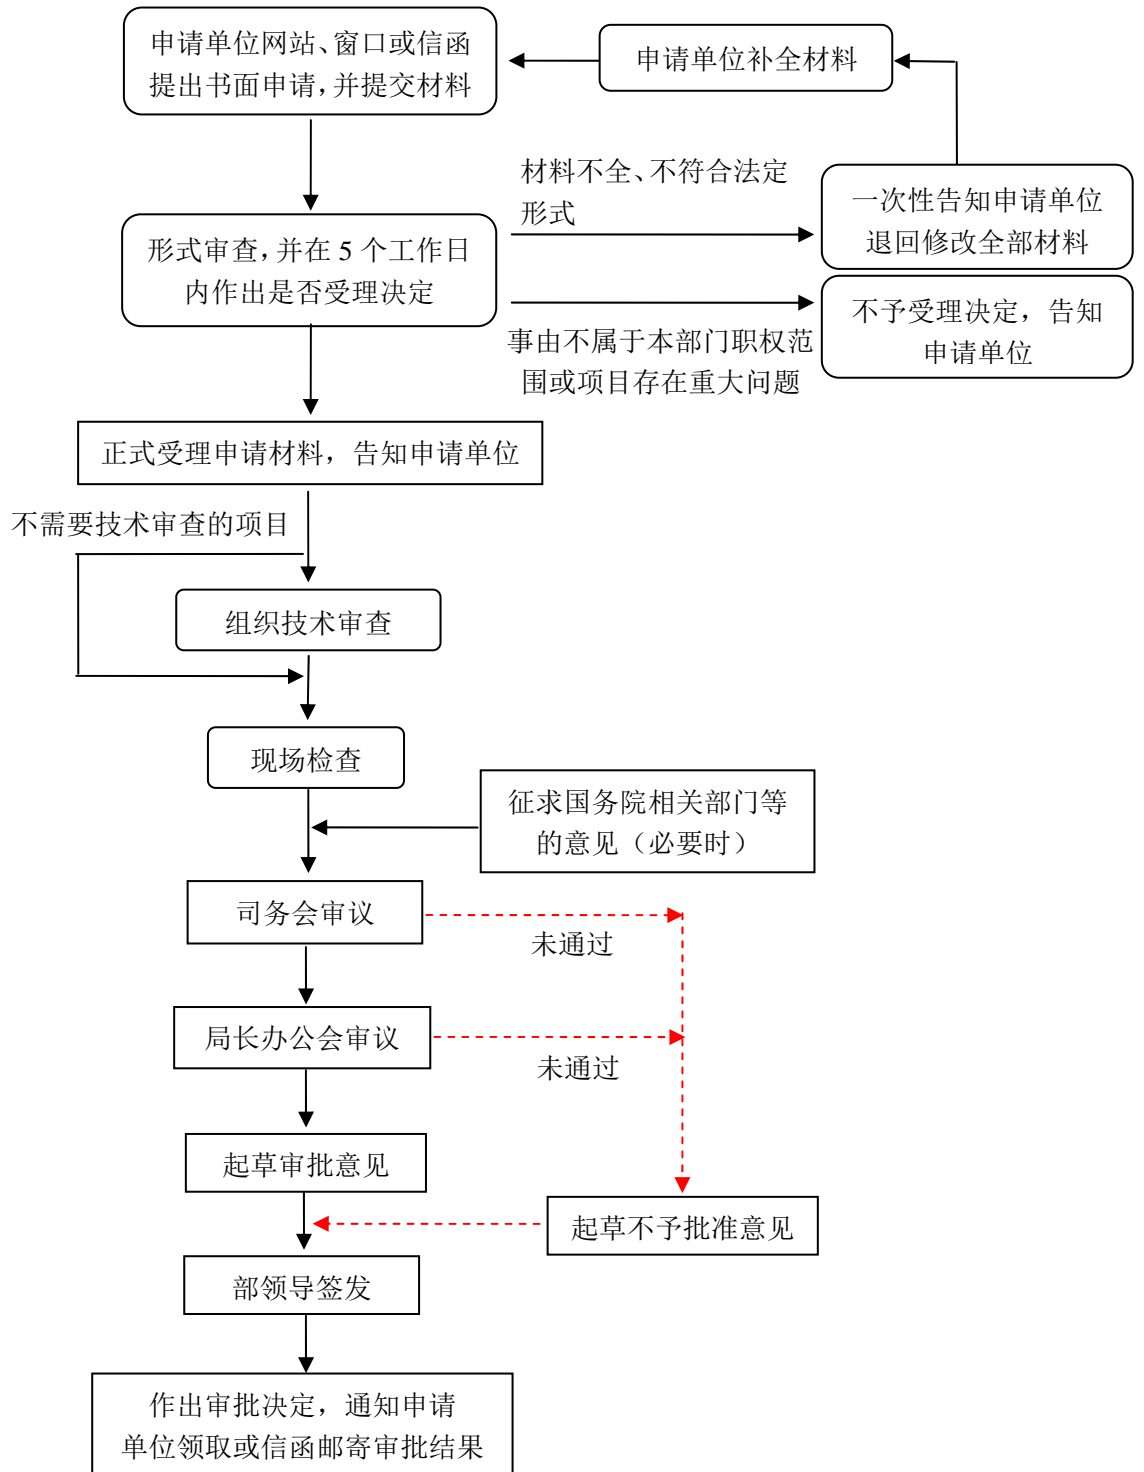 申请单位网站、窗口或信函
提出书面申请,并提交材料
申请单位补全材料
材料不全、不符合法定
形式
一次性告知申请单位
退回修改全部材料
形式审查,并在 5 个工作日
内作出是否受理决定
不予受理决定，告知
申请单位
事由不属于本部门职权范
围或项目存在重大问题
正式受理申请材料，告知申请单位
不需要技术审查的项目
组织技术审查
现场检查
征求国务院相关部门等
的意见（必要时）
司务会审议
未通过
局长办公会审议
未通过
起草审批意见
起草不予批准意见
部领导签发
作出审批决定，通知申请
单位领取或信函邮寄审批结果